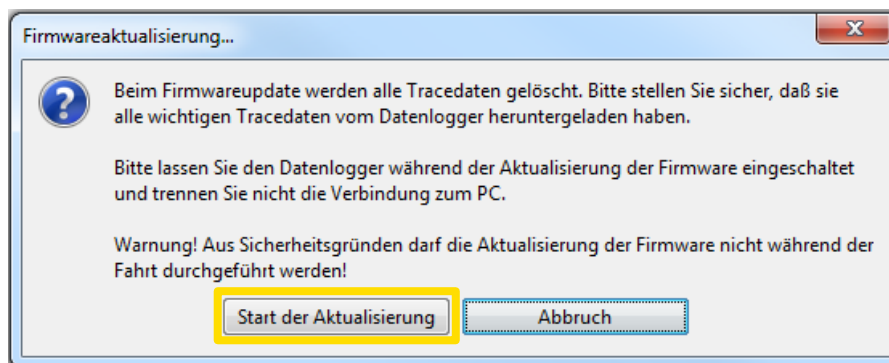 Firmwareaktualisierung...
Beim Firmwareupdate werden alle Tracedaten gelöscht. Bitte stellen Sie sicher, daß sie
alle wichtigen Tracedaten vom Datenlogger heruntergeladen haben.
Bitte lassen Sie den Datenlogger während der Aktualisierung der Firmware eingeschaltet
und trennen Sie nicht die Verbindung zum PC.
Warnung! Aus Sicherheitsgründen darf die Aktualisierung der Firmware nicht während der
Fahrt durchgeführt werden!
Start der Aktualisierung
Abbruch